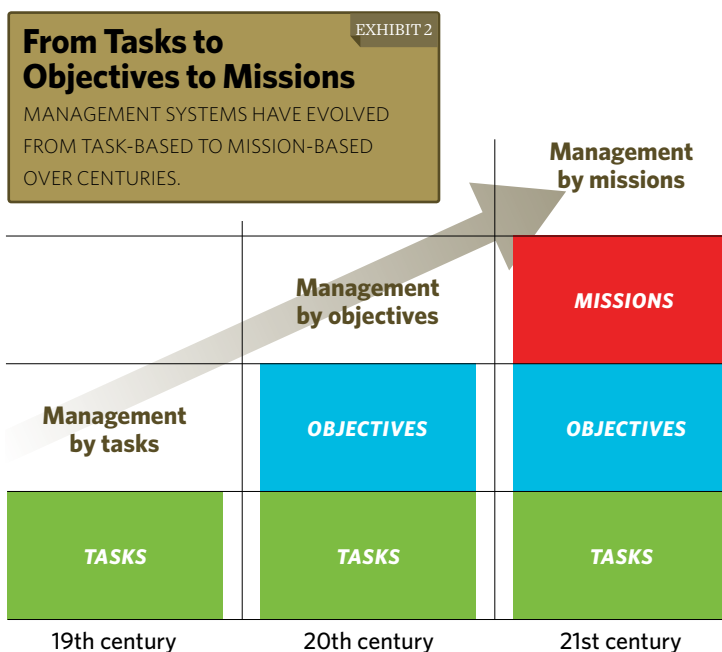 EXHIBIT 2
From Tasks to
Objectives to Missions
MANAGEMENT SYSTEMS HAVE EVOLVED
FROM TASK-BASED TO MISSION-BASED
OVER CENTURIES.
Management
by missions
Management
by objectives
MISSIONS
Management
by tasks
OBJECTIVES
OBJECTIVES
TASKS
TASKS
TASKS
19th century
20th century
21st century